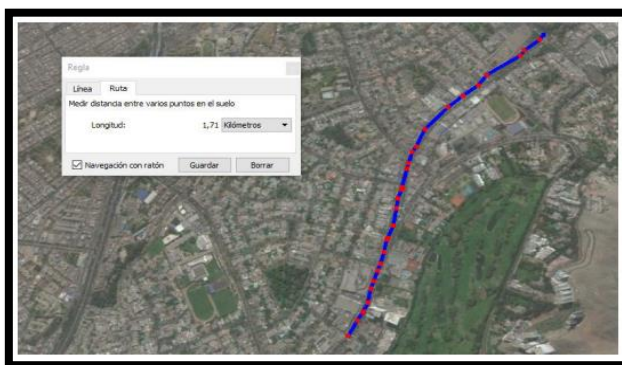 Regla
Línea Ruta
Medir distancia entre varios puntos en el suelo
Longitud: 1,71 Kilómetros
Navegación con ratón Guardar Borrar